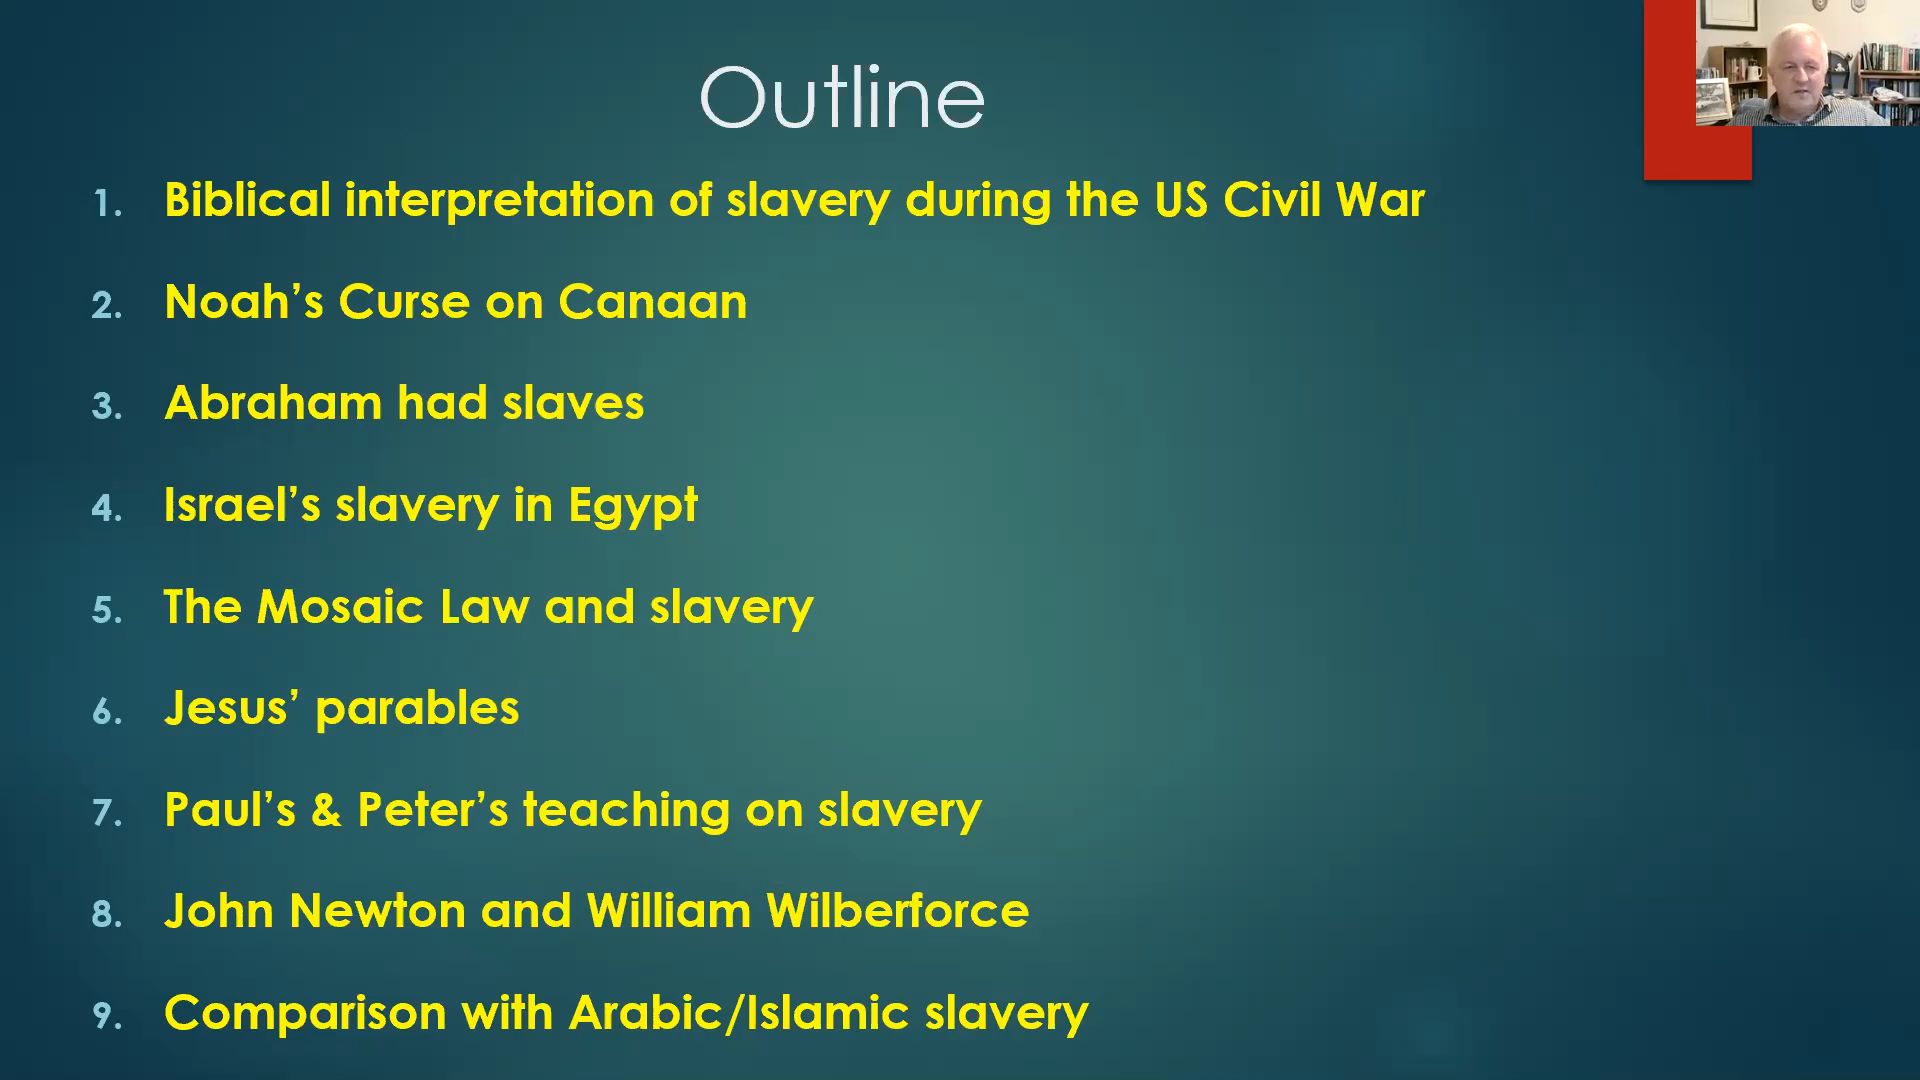 Outline
1. Biblical interpretation of slavery during the US Civil War
2. Noah’s Curse on Canaan
3. Abraham had slaves
4. Israel’s slavery in Egypt
5. The Mosaic Law and slavery
6. Jesus’ parables
7. Paul’s & Peter’s teaching on slavery
8. John Newton and William Wilberforce
9. Comparison with Arabic/Islamic slavery